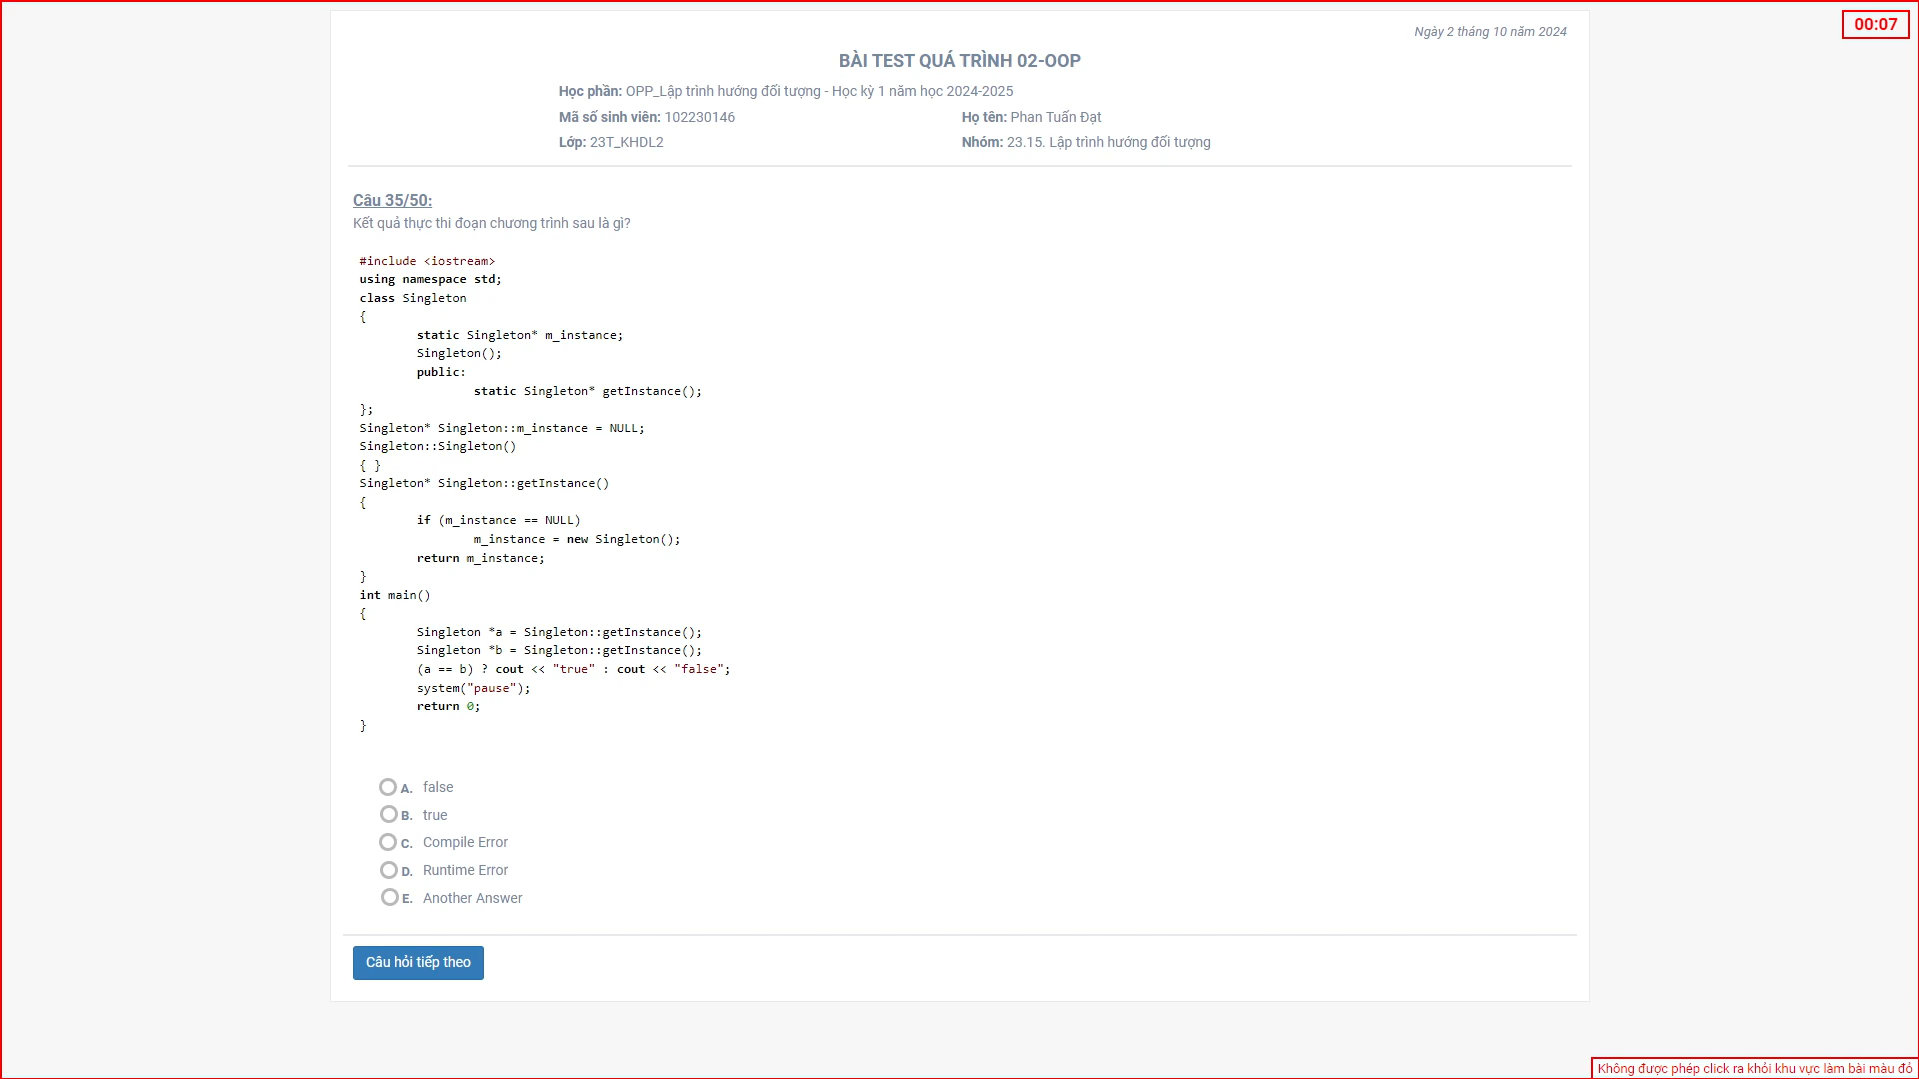 Ngày 2 tháng 10 năm 2024
00:07
BÀI TEST QUÁ TRÌNH 02-OOP
Học phần: OPP_Lập trình hướng đối tượng - Học kỳ 1 năm học 2024-2025
Mã số sinh viên: 102230146 Họ tên: Phan Tuấn Đạt
Lớp: 23T_KHDL2 Nhóm: 23.15. Lập trình hướng đối tượng
Câu 35/50:
Kết quả thực thi đoạn chương trình sau là gì?
#include <iostream>
using namespace std;
class Singleton
{
static Singleton* m_instance;
Singleton();
public:
static Singleton* getInstance();
};
Singleton* Singleton::m_instance = NULL;
Singleton::Singleton()
{ }
Singleton* Singleton::getInstance()
{
if (m_instance == NULL)
m_instance = new Singleton();
return m_instance;
}
int main()
{
Singleton *a = Singleton::getInstance();
Singleton *b = Singleton::getInstance();
(a == b) ? cout << "true" : cout << "false";
system("pause");
return 0;
}
A. false
B. true
C. Compile Error
D. Runtime Error
E. Another Answer
Câu hỏi tiếp theo
Không được phép click ra khỏi khu vực làm bài màu đỏ